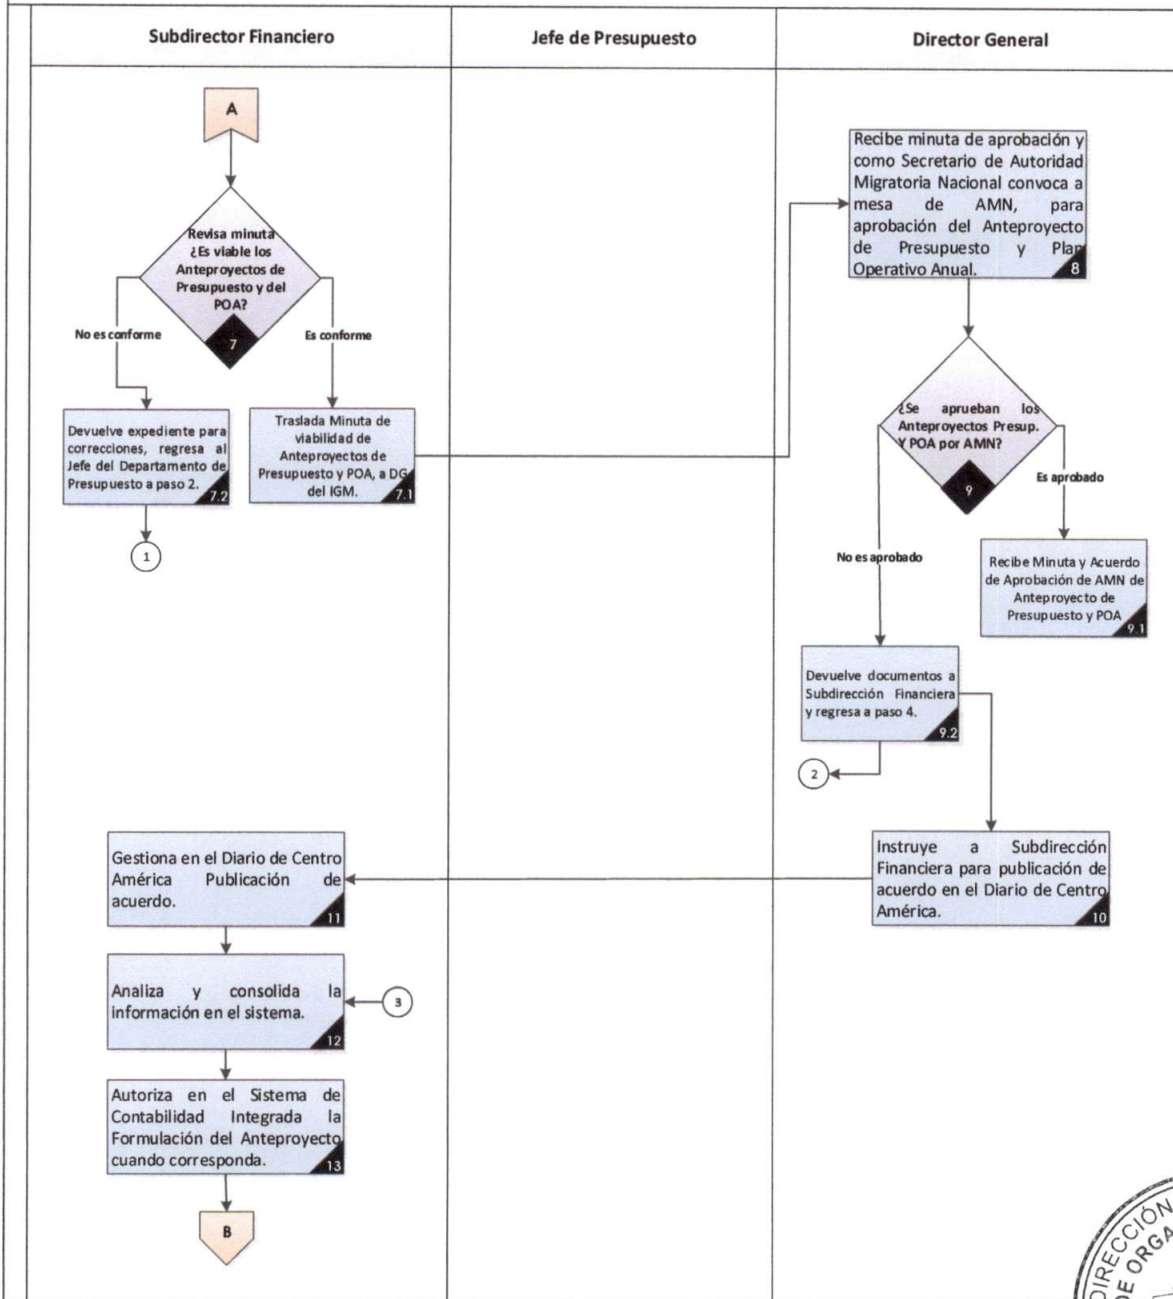 Subdirector Financiero
Jefe de Presupuesto
Director General
A
Revisa minuta
¿Es viable los
Anteproyectos de
Presupuesto y del
POA?
7
No es conforme
Es conforme
Devuelve expediente para
correcciones, regresa al
Jefe del Departamento de
Presupuesto a paso 2.
7.2
1
Traslada Minuta de
viabilidad de
Anteproyectos de
Presupuesto y POA, a DG
del IGM.
7.1
Recibe minuta de aprobación y
como Secretario de Autoridad
Migratoria Nacional convoca a
mesa de AMN, para
aprobación del Anteproyecto
de Presupuesto y Plan
Operativo Anual.
8
¿Se aprueban los
Anteproyectos Presup.
Y POA por AMN?
9
Es aprobado
No es aprobado
Recibe Minuta y Acuerdo
de Aprobación de AMN de
Anteproyecto de
Presupuesto y POA
9.1
Devuelve documentos a
Subdirección Financiera
y regresa a paso 4.
9.2
2
Instruye a Subdirección
Financiera para publicación de
acuerdo en el Diario de Centro
América.
10
Gestiona en el Diario de Centro
América Publicación de
acuerdo.
11
Analiza y consolida la
información en el sistema.
12
3
Autoriza en el Sistema de
Contabilidad Integrada la
Formulación del Anteproyecto
cuando corresponda.
13
B
DIRECCIÓN
DE ORGA